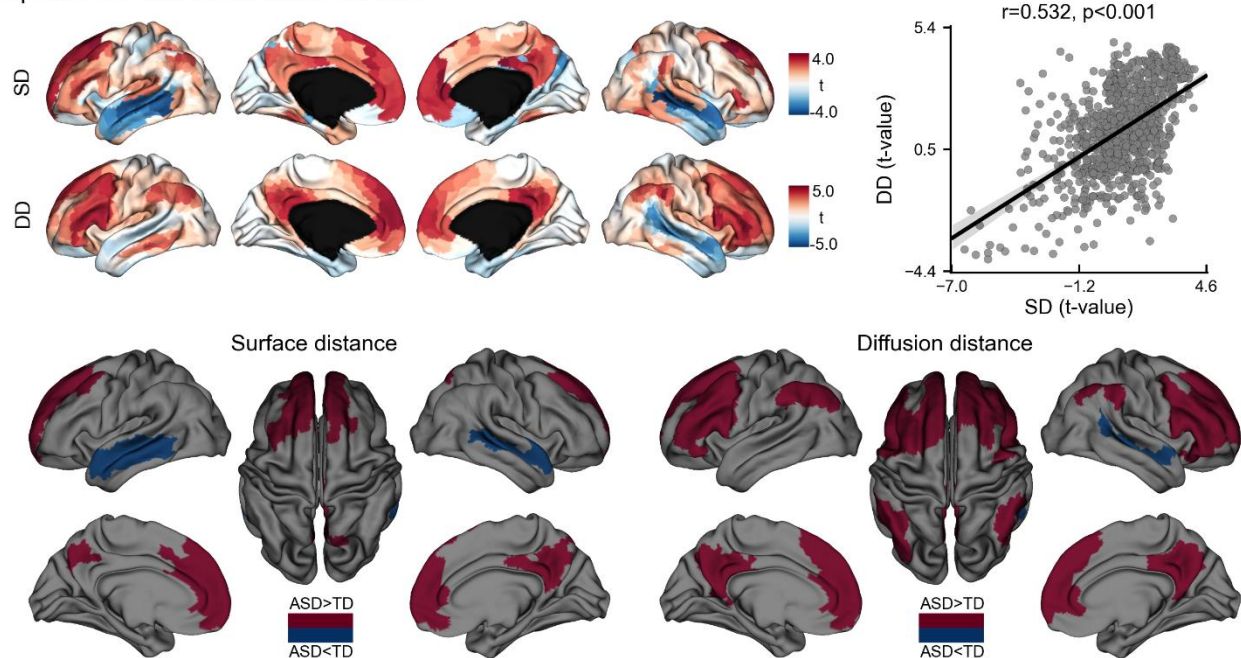 r=0.532, p<0.001
SD
4.0
t
-4.0
DD
5.0
t
-5.0
DD (t-value)
5.4
0.5
−4.4
−7.0
−1.2
4.6
SD (t-value)
Surface distance
ASD>TD
ASD<TD
Diffusion distance
ASD>TD
ASD<TD